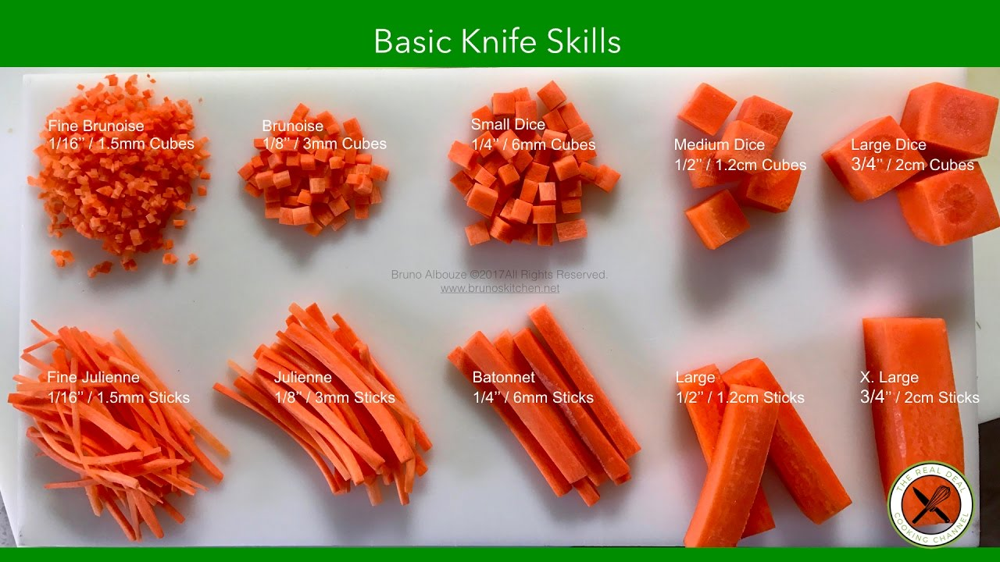 Basic Knife Skills
Fine Brunoise
1/16’’ / 1.5mm Cubes
Brunoise
1/8’’ / 3mm Cubes
Small Dice
1/4’’ / 6mm Cubes
Medium Dice
1/2’’ / 1.2cm Cubes
Large Dice
3/4’’ / 2cm Cubes
Bruno Albouze ©2017All Rights Reserved.
www.brunoskitchen.net
Fine Julienne
1/16’’ / 1.5mm Sticks
Julienne
1/8’’ / 3mm Sticks
Batonnet
1/4’’ / 6mm Sticks
Large
1/2’’ / 1.2cm Sticks
X. Large
3/4’’ / 2cm Sticks
THE REAL DEAL
COOKING CHANNEL